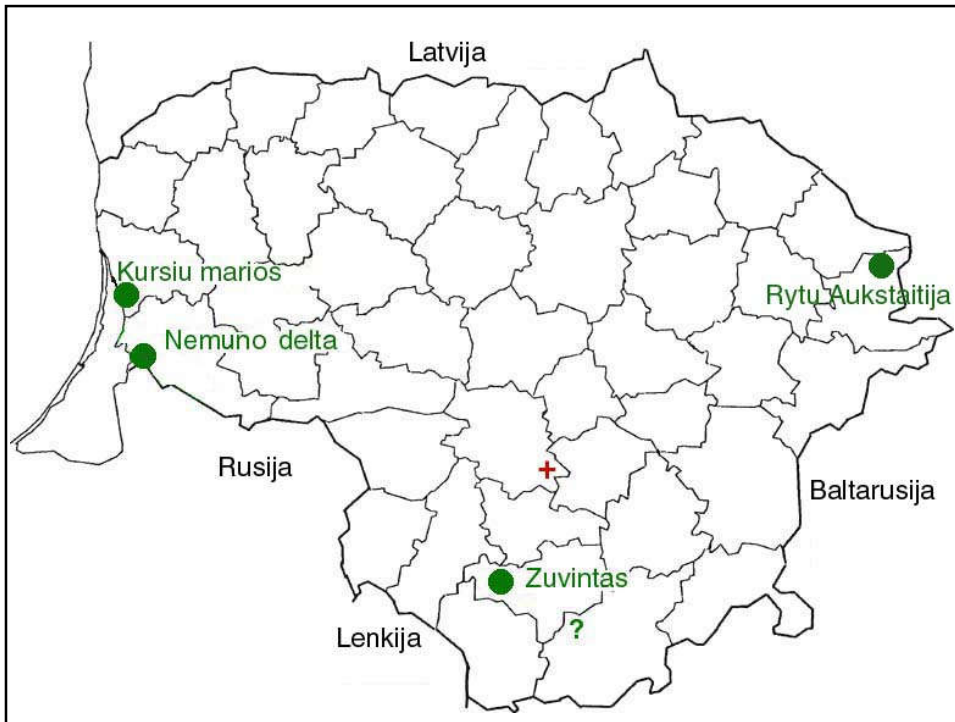 Latvija
Kursiu marios
Rytu Aukstaitija
Nemuno delta
Rusija
+
Baltarusija
Zuvintas
?
Lenkija